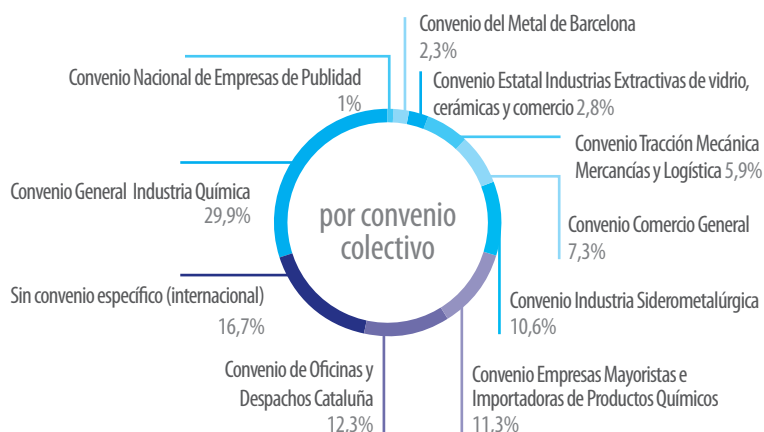 Convenio del Metal de Barcelona
2,3%
Convenio Nacional de Empresas de Publidad
1%
Convenio Estatal Industrias Extractivas de vidrio,
cerámicas y comercio 2,8%
Convenio Tracción Mecánica
Mercancías y Logística 5,9%
Convenio General Industria Química
29,9%
por convenio
colectivo
Convenio Comercio General
7,3%
Sin convenio específico (internacional)
16,7%
Convenio Industria Siderometalúrgica
10,6%
Convenio de Oficinas y
Despachos Cataluña
12,3%
Convenio Empresas Mayoristas e
Importadoras de Productos Químicos
11,3%